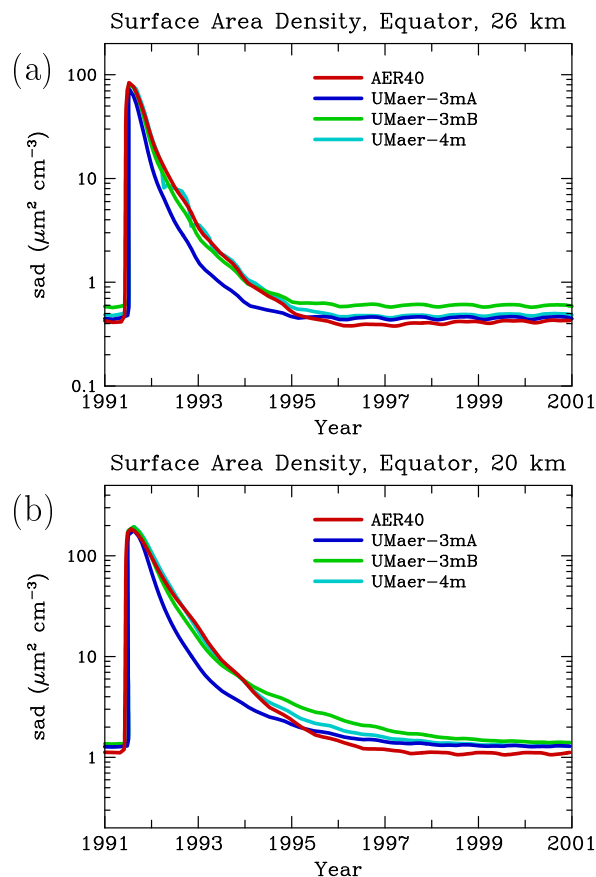 Surface Area Density, Equator, 26 km
(a)
100
10
1
0.1
sad (μm² cm⁻³)
AER40
UMaer-3mA
UMaer-3mB
UMaer-4m
1991 1993 1995 1997 1999 2001
Year
Surface Area Density, Equator, 20 km
(b)
100
10
1
sad (μm² cm⁻³)
AER40
UMaer-3mA
UMaer-3mB
UMaer-4m
1991 1993 1995 1997 1999 2001
Year